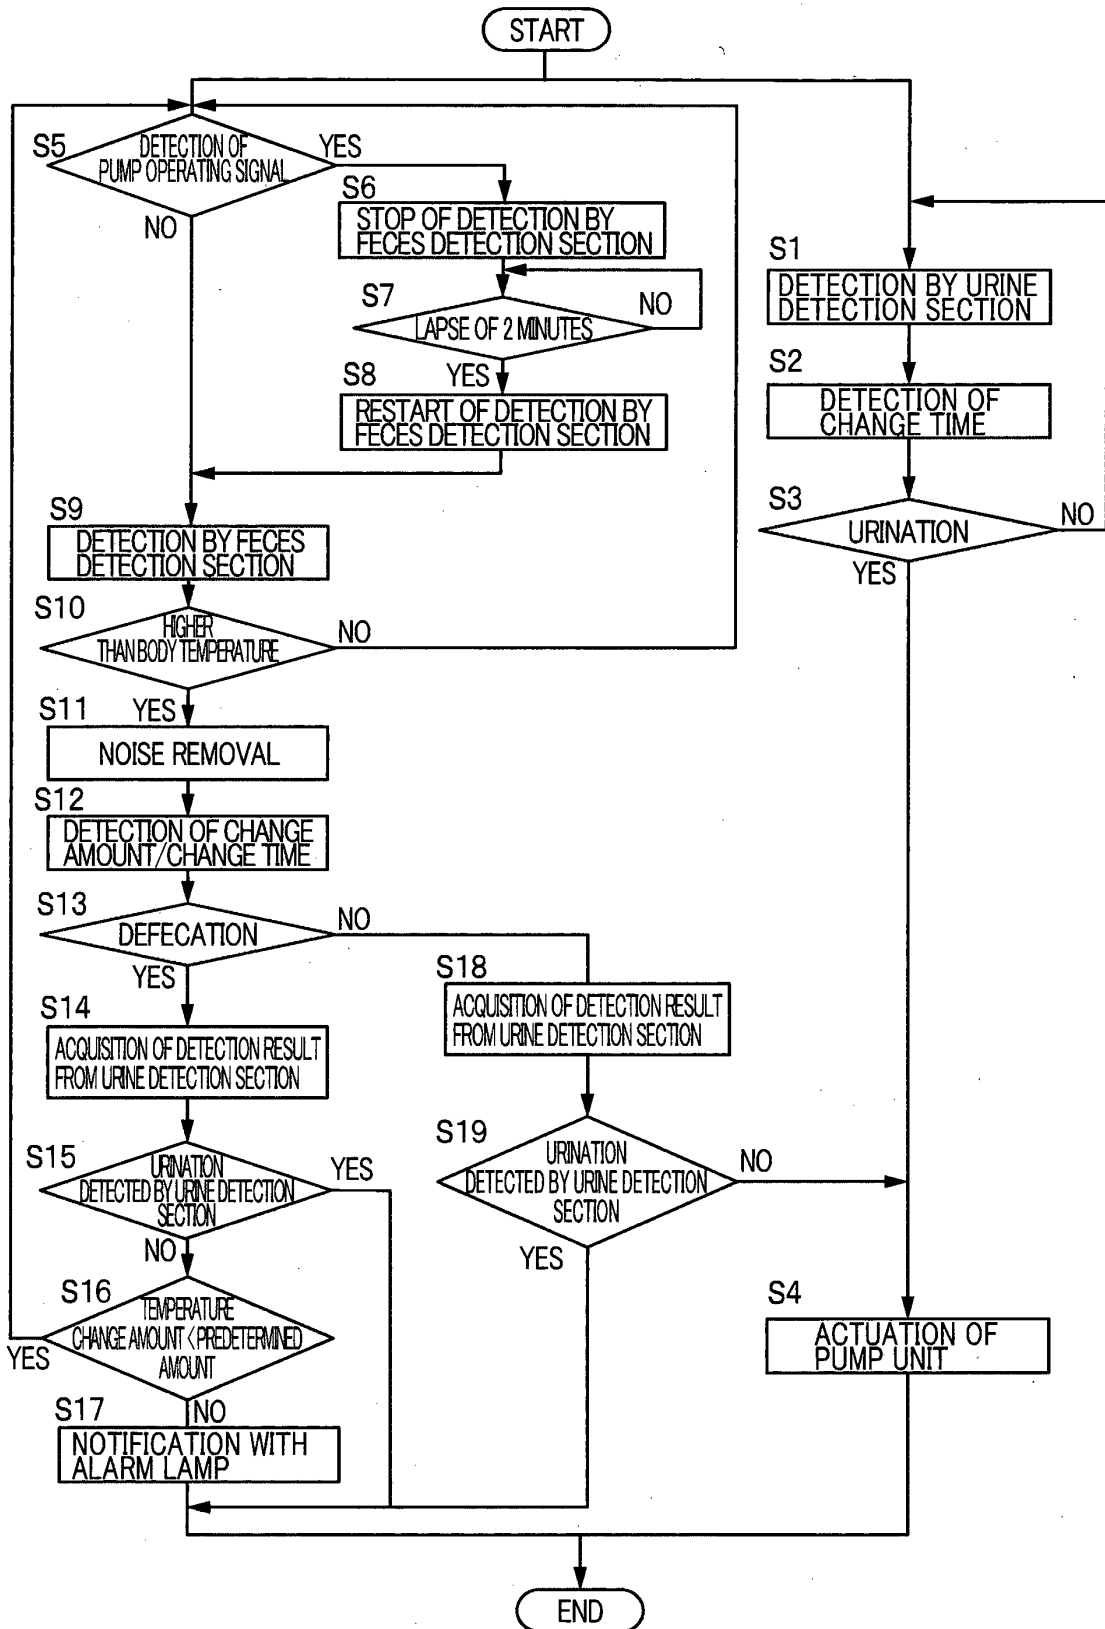 START
S5
DETECTION OF
PUMP OPERATING SIGNAL
YES
NO
S6
STOP OF DETECTION BY
FECES DETECTION SECTION
S7
LAPSE OF 2 MINUTES
NO
YES
S8
RESTART OF DETECTION BY
FECES DETECTION SECTION
S1
DETECTION BY URINE
DETECTION SECTION
S2
DETECTION OF
CHANGE TIME
S3
URINATION
NO
YES
S9
DETECTION BY FECES
DETECTION SECTION
S10
HIGHER
THAN BODY TEMPERATURE
NO
YES
S11
NOISE REMOVAL
S12
DETECTION OF CHANGE
AMOUNT/CHANGE TIME
S13
DEFECATION
NO
YES
S14
ACQUISITION OF DETECTION RESULT
FROM URINE DETECTION SECTION
S18
ACQUISITION OF DETECTION RESULT
FROM URINE DETECTION SECTION
S15
URINATION
DETECTED BY URINE DETECTION
SECTION
YES
NO
S19
URINATION
DETECTED BY URINE DETECTION
SECTION
NO
YES
S16
TEMPERATURE
CHANGE AMOUNT < PREDETERMINED
AMOUNT
YES
NO
S17
NOTIFICATION WITH
ALARM LAMP
S4
ACTUATION OF
PUMP UNIT
END